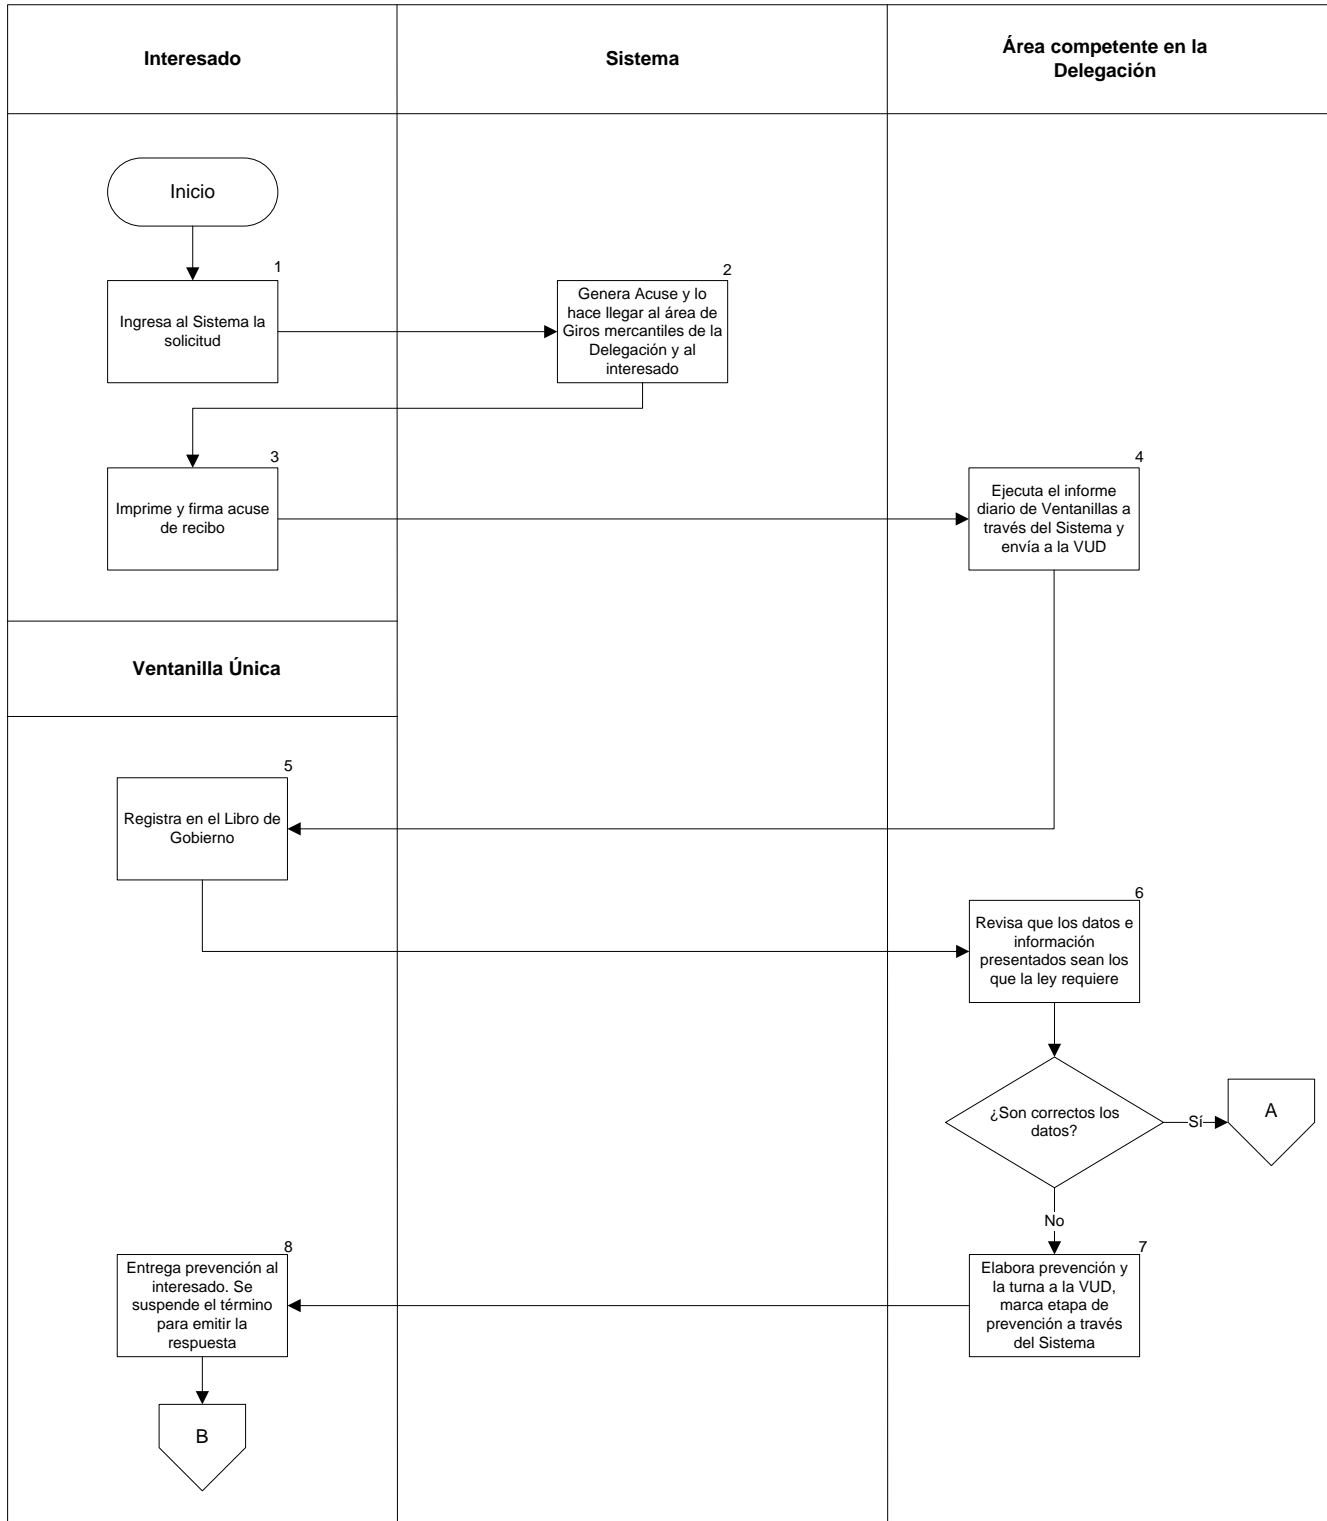 Interesado
Sistema
Área competente en la
Delegación
Inicio
1
Ingresa al Sistema la
solicitud
2
Genera Acuse y lo
hace llegar al área de
Giros mercantiles de la
Delegación y al
interesado
3
Imprime y firma acuse
de recibo
4
Ejecuta el informe
diario de Ventanillas a
través del Sistema y
envía a la VUD
Ventanilla Única
5
Registra en el Libro de
Gobierno
6
Revisa que los datos e
información
presentados sean los
que la ley requiere
¿Son correctos los
datos?
Sí
A
No
7
Elabora prevención y
la turna a la VUD,
marca etapa de
prevención a través
del Sistema
8
Entrega prevención al
interesado. Se
suspende el término
para emitir la
respuesta
B